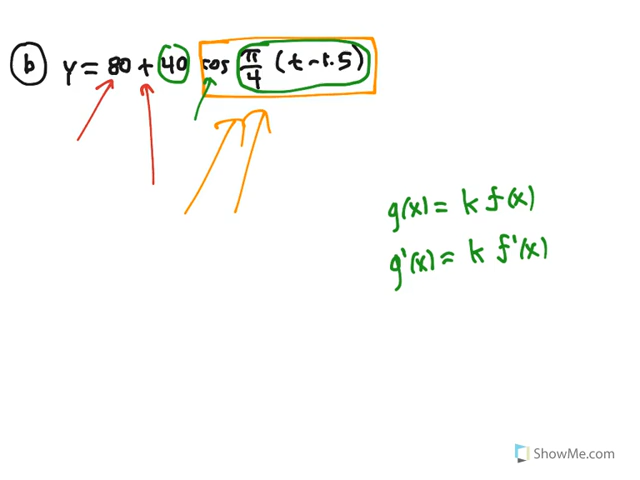 (b) y = 80 + 40 cos π/4 (t - 1.5)
g(x) = k f(x)
g'(x) = k f'(x)
ShowMe.com